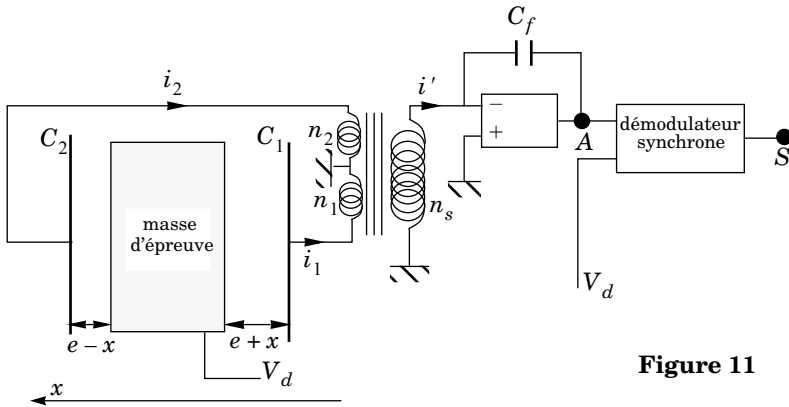 C_f
i_2
i'
C_2
C_1
n_2
−
+
A
démodulateur
synchrone
S
masse
d'épreuve
n_1
n_s
i_1
V_d
e – x
e + x
V_d
Figure 11
x